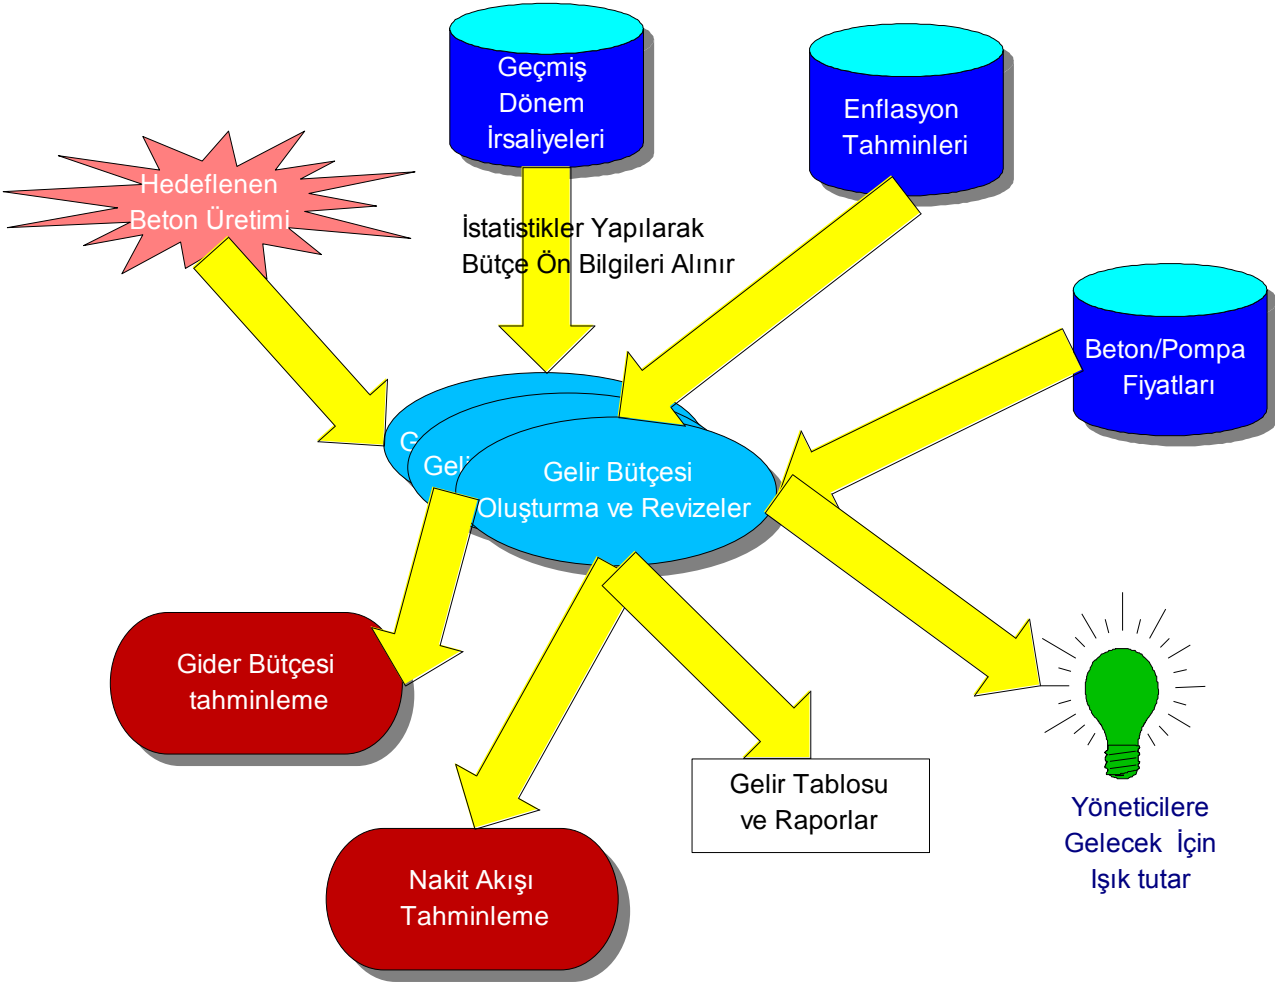 Geçmiş
Dönem
İrsaliyeleri
Enflasyon
Tahminleri
Hedeflenen
Beton Üretimi
İstatistikler Yapılarak
Bütçe Ön Bilgileri Alınır
Beton/Pompa
Fiyatları
G
Geli
Gelir Bütçesi
Oluşturma ve Revizeler
Gider Bütçesi
tahminleme
Gelir Tablosu
ve Raporlar
Yöneticilere
Gelecek İçin
Işık tutar
Nakit Akışı
Tahminleme